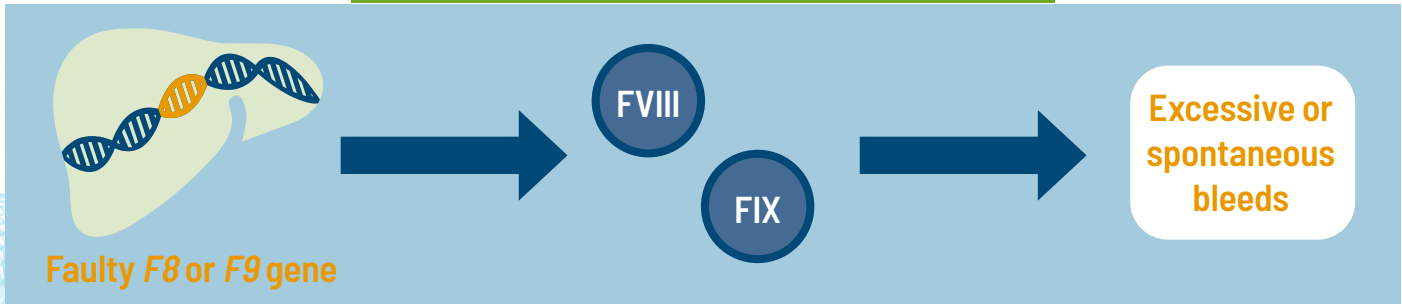 FVIII
FIX
Faulty F8 or F9 gene
Excessive or
spontaneous
bleeds